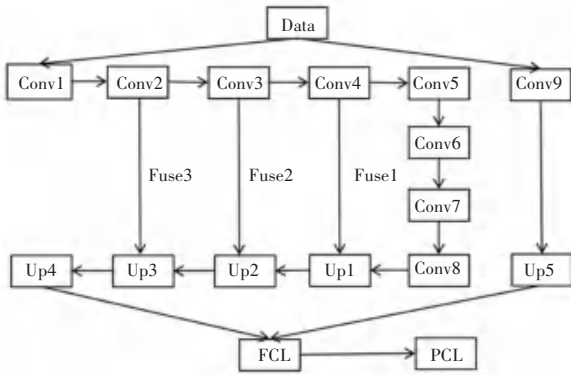 Data
Conv1 Conv2 Conv3 Conv4 Conv5 Conv9
Conv6
Fuse3 Fuse2 Fuse1
Conv7
Up4 Up3 Up2 Up1 Conv8 Up5
FCL PCL